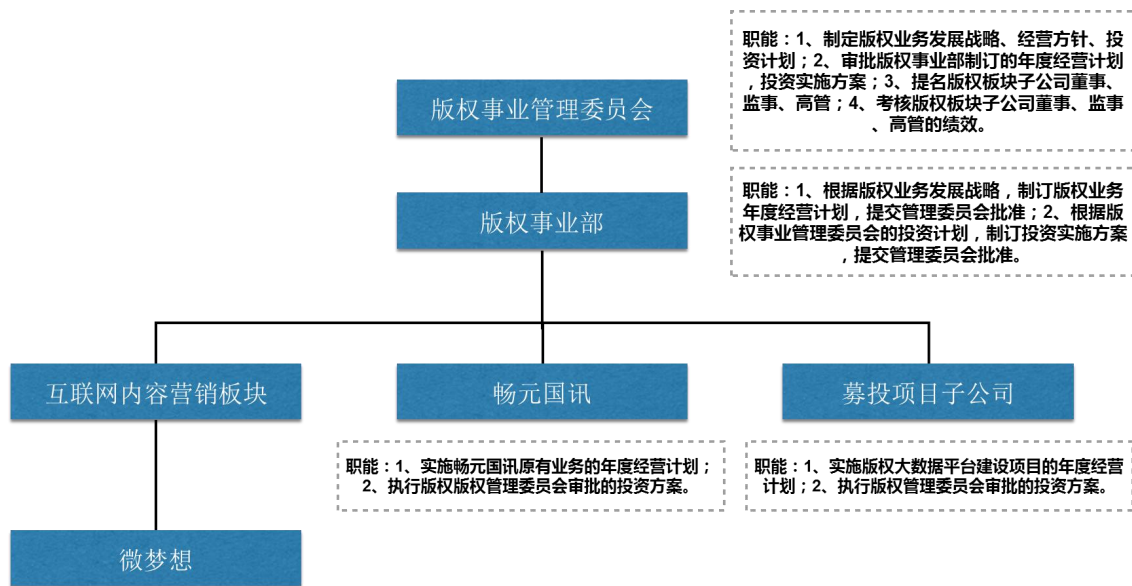 职能：1、制定版权业务发展战略、经营方针、投
资计划；2、审批版权事业部制订的年度经营计划
，投资实施方案；3、提名版权板块子公司董事、
监事、高管；4、考核版权板块子公司董事、监事
、高管的绩效。
版权事业管理委员会
职能：1、根据版权业务发展战略，制订版权业务
年度经营计划，提交管理委员会批准；2、根据版
权事业管理委员会的投资计划，制订投资实施方案
，提交管理委员会批准。
版权事业部
互联网内容营销板块
畅元国讯
募投项目子公司
职能：1、实施畅元国讯原有业务的年度经营计划；
2、执行版权版权管理委员会审批的投资方案。
职能：1、实施版权大数据平台建设项目的年度经营
计划；2、执行版权管理委员会审批的投资方案。
微梦想